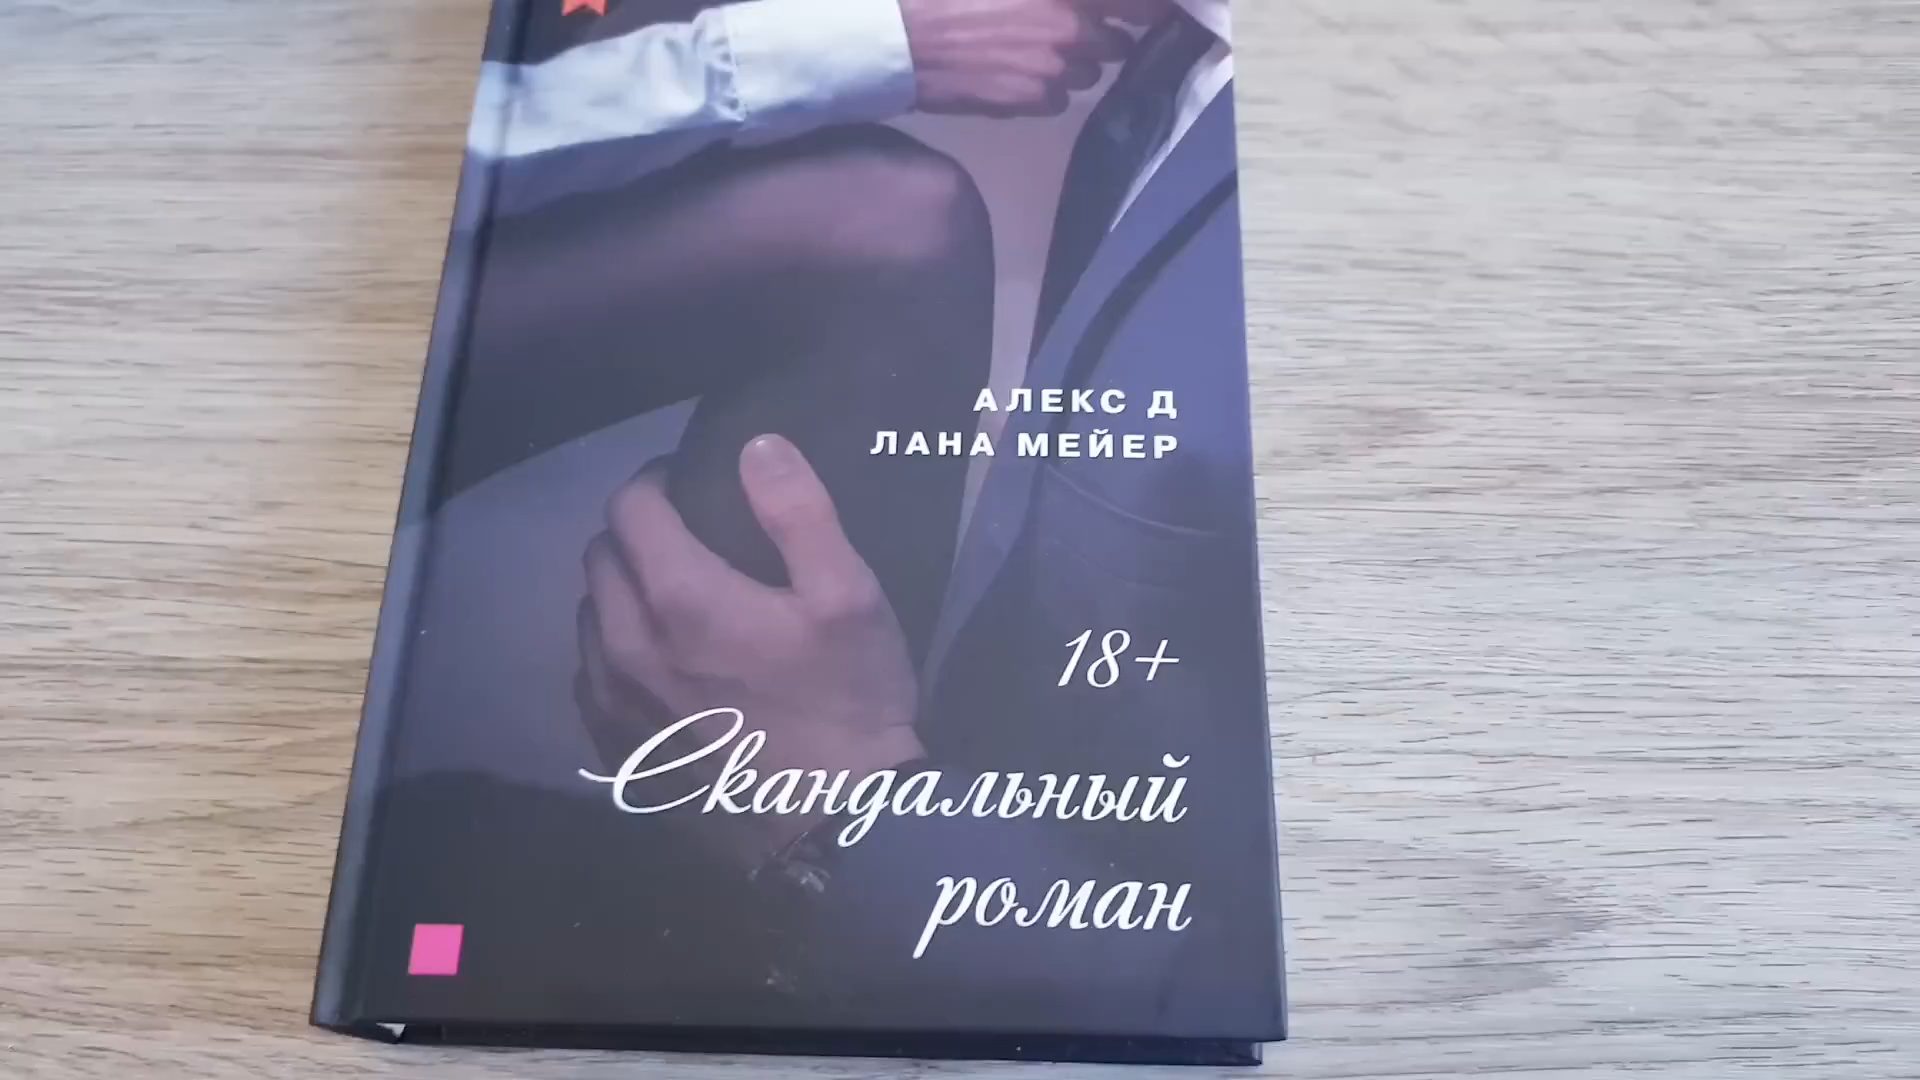 АЛЕКС Д
ЛАНА МЕЙЕР
18+
Скандальный
роман